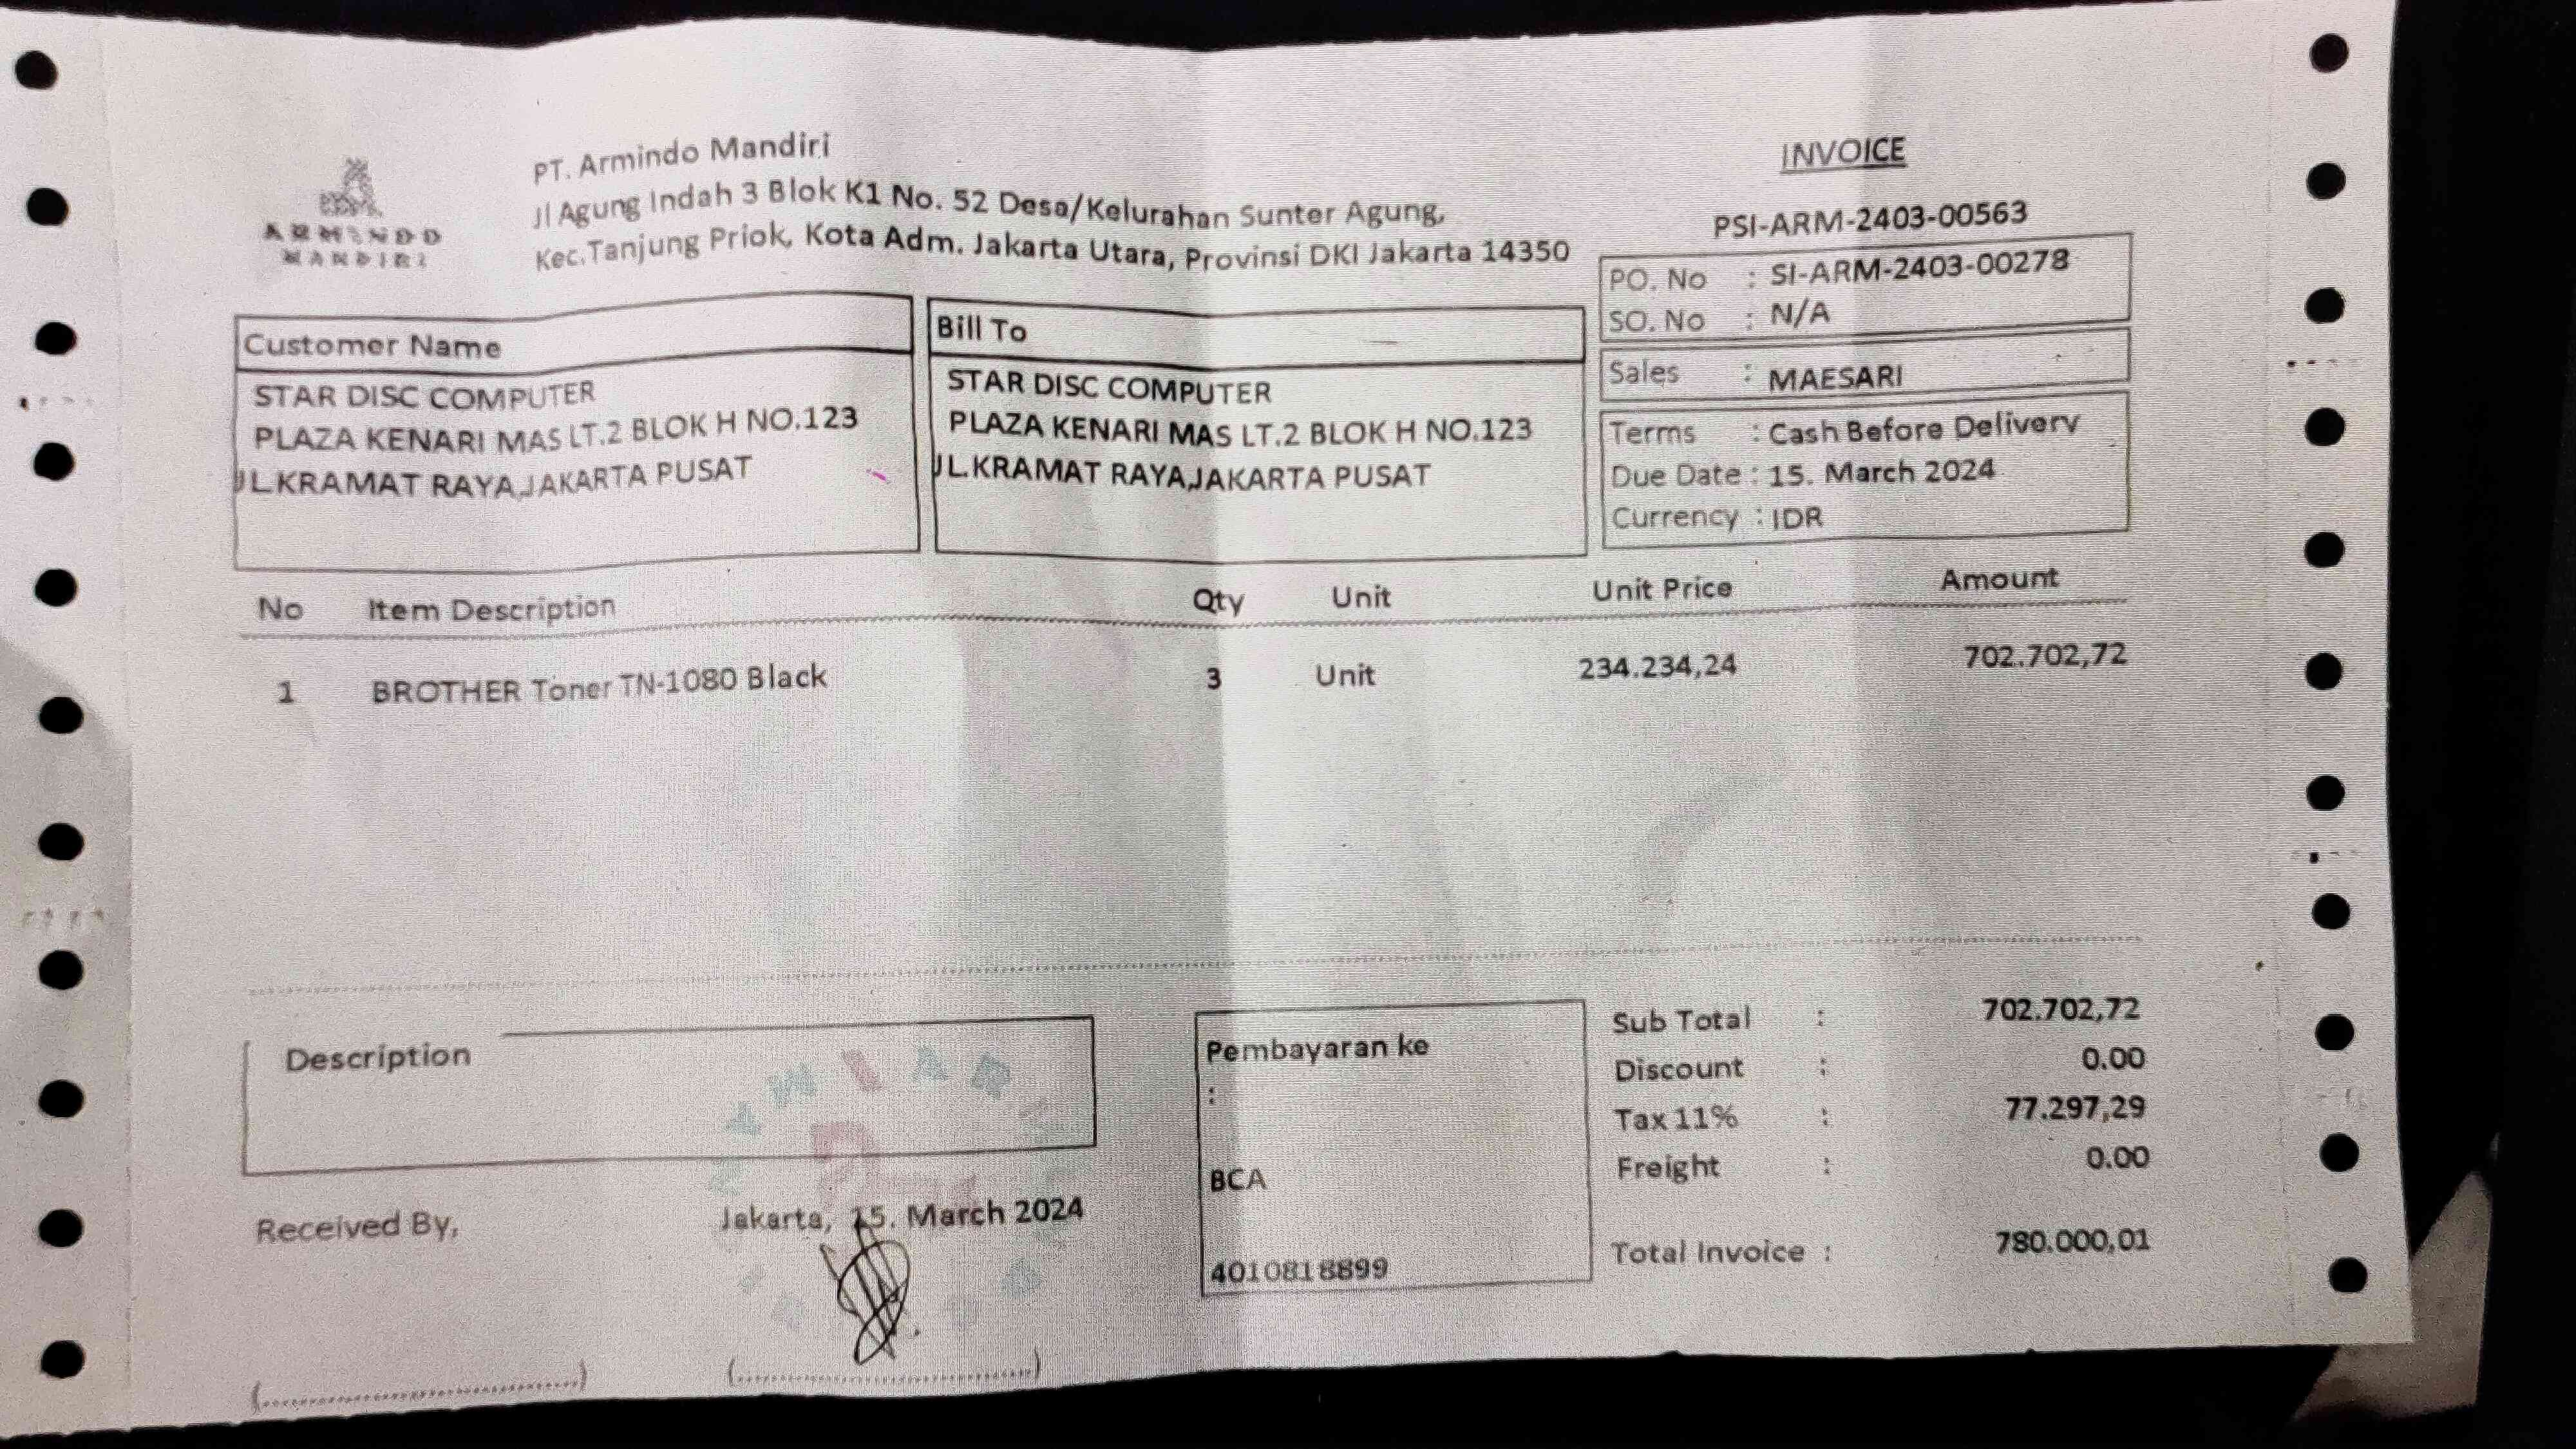 ARMINDO
MANDIRI
PT. Armindo Mandiri
Jl Agung Indah 3 Blok K1 No. 52 Desa/Kelurahan Sunter Agung,
Kec.Tanjung Priok, Kota Adm. Jakarta Utara, Provinsi DKI Jakarta 14350
INVOICE
PSI-ARM-2403-00563
PO. No : SI-ARM-2403-00278
SO. No : N/A
Sales : MAESARI
Terms : Cash Before Delivery
Due Date : 15. March 2024
Currency : IDR
Customer Name
STAR DISC COMPUTER
PLAZA KENARI MAS LT.2 BLOK H NO.123
JL.KRAMAT RAYA,JAKARTA PUSAT
Bill To
STAR DISC COMPUTER
PLAZA KENARI MAS LT.2 BLOK H NO.123
JL.KRAMAT RAYA,JAKARTA PUSAT
No Item Description Qty Unit Unit Price Amount
1 BROTHER Toner TN-1080 Black 3 Unit 234.234,24 702.702,72
Description
Received By,
Jakarta, 15. March 2024
Pembayaran ke
:
BCA
4010818899
Sub Total : 702.702,72
Discount : 0.00
Tax 11% : 77.297,29
Freight : 0.00
Total Invoice : 780.000,01